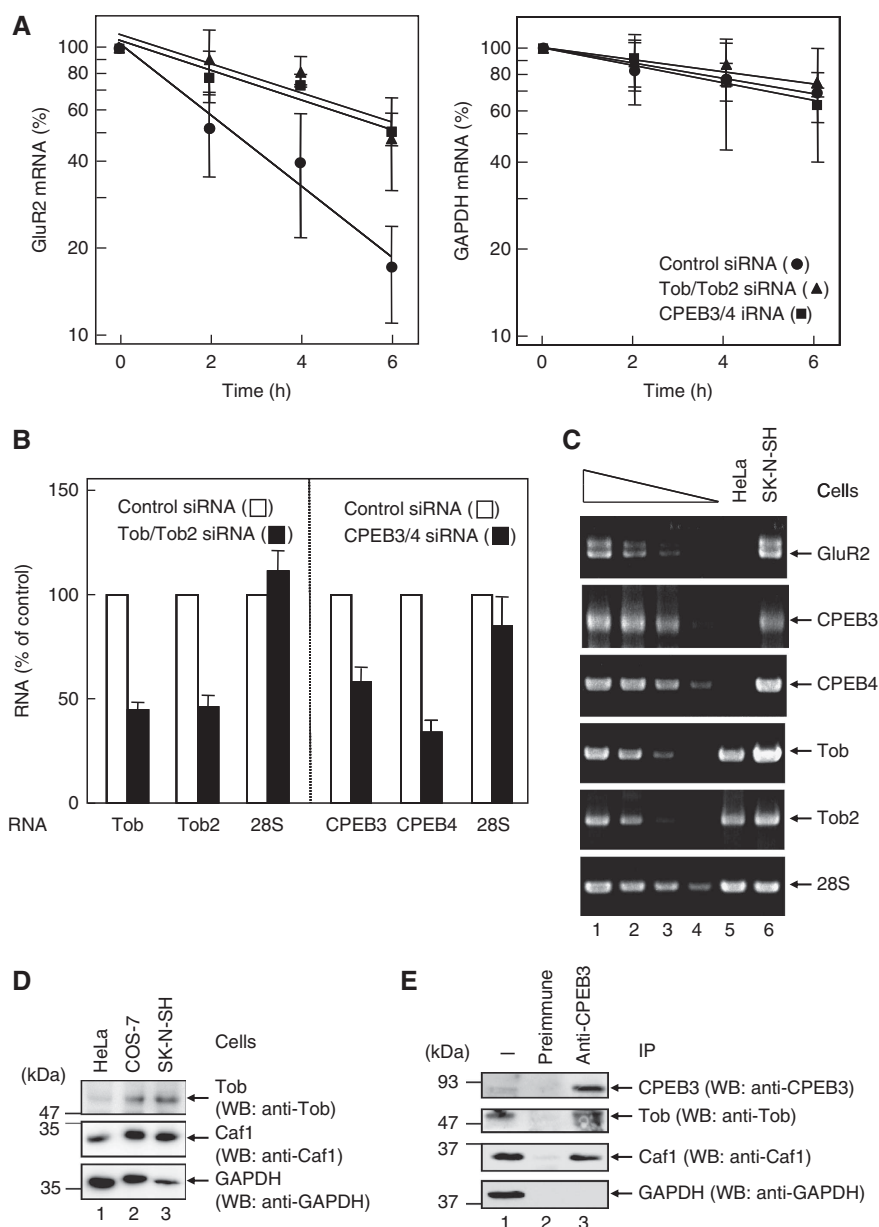 A
100
80
60
40
20
10
GluR2 mRNA (%)
0 2 4 6
Time (h)
100
80
60
40
20
10
GAPDH mRNA (%)
Control siRNA (●)
Tob/Tob2 siRNA (▲)
CPEB3/4 iRNA (■)
0 2 4 6
Time (h)
B
150
100
50
0
RNA (% of control)
Control siRNA (□)
Tob/Tob2 siRNA (■)
Control siRNA (□)
CPEB3/4 siRNA (■)
RNA Tob Tob2 28S CPEB3 CPEB4 28S
C
HeLa
SK-N-SH
Cells
GluR2
CPEB3
CPEB4
Tob
Tob2
28S
1 2 3 4 5 6
D
HeLa
COS-7
SK-N-SH
Cells
(kDa)
Tob
(WB: anti-Tob)
47
35
Caf1
(WB: anti-Caf1)
35
GAPDH
(WB: anti-GAPDH)
1 2 3
E
–
Preimmune
Anti-CPEB3
IP
(kDa)
93
CPEB3 (WB: anti-CPEB3)
47
Tob (WB: anti-Tob)
37
Caf1 (WB: anti-Caf1)
37
GAPDH (WB: anti-GAPDH)
1 2 3